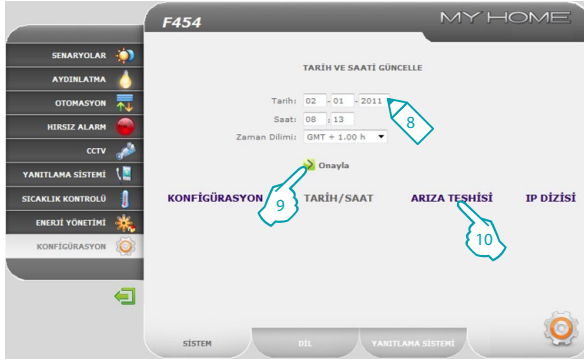 F454
MY HOME
SENARYOLAR
AYDINLATMA
OTOMASYON
HIRSIZ ALARM
CCTV
YANITLAMA SİSTEMİ
SICAKLIK KONTROLÜ
ENERJİ YÖNETİMİ
KONFİGÜRASYON
TARİH VE SAATİ GÜNCELLE
Tarih: 02 - 01 - 2011
8
Saat: 08 : 13
Zaman Dilimi: GMT + 1.00 h
Onayla
9
KONFİGÜRASYON TARİH/SAAT ARIZA TEŞHİSİ IP DİZİSİ
10
SİSTEM DİL YANITLAMA SİSTEMİ